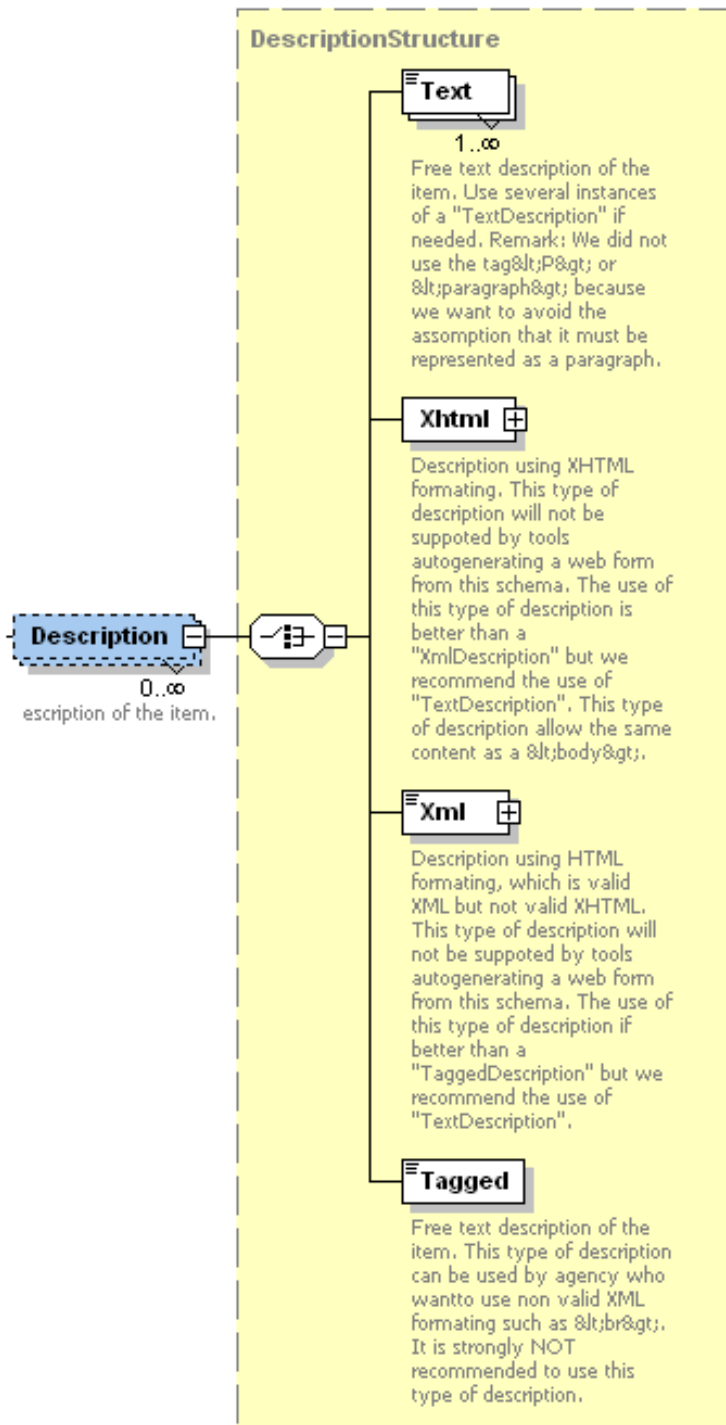 DescriptionStructure
Text
1..∞
Free text description of the
item. Use several instances
of a "TextDescription" if
needed. Remark: We did not
use the tag&lt;P&gt; or
&lt;paragraph&gt; because
we want to avoid the
assomption that it must be
represented as a paragraph.
Xhtml
Description using XHTML
formating. This type of
description will not be
suppoted by tools
autogenerating a web form
from this schema. The use of
this type of description is
better than a
"XmlDescription" but we
recommend the use of
"TextDescription". This type
of description allow the same
content as a &lt;body&gt;.
Description
0..∞
escription of the item.
Xml
Description using HTML
formating, which is valid
XML but not valid XHTML.
This type of description will
not be suppoted by tools
autogenerating a web form
from this schema. The use of
this type of description if
better than a
"TaggedDescription" but we
recommend the use of
"TextDescription".
Tagged
Free text description of the
item. This type of description
can be used by agency who
wantto use non valid XML
formating such as &lt;br&gt;.
It is strongly NOT
recommended to use this
type of description.